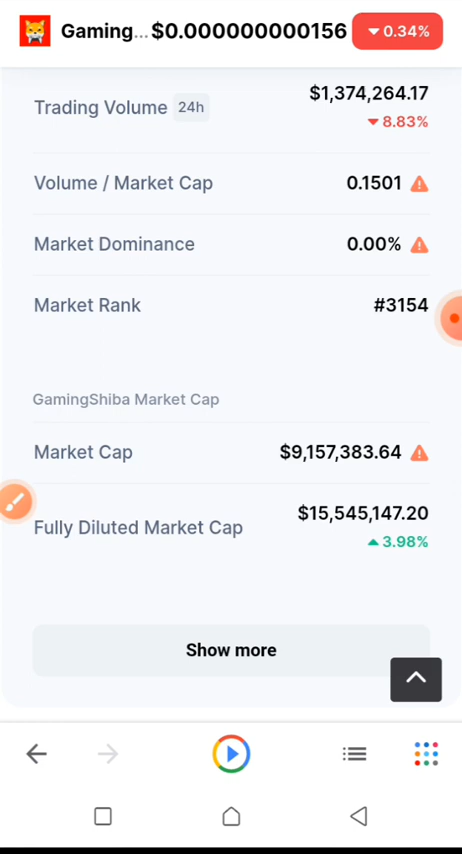 Gaming... $0.000000000156 0.34%
Trading Volume 24h $1,374,264.17
8.83%
Volume / Market Cap 0.1501
Market Dominance 0.00%
Market Rank #3154
GamingShiba Market Cap
Market Cap $9,157,383.64
Fully Diluted Market Cap $15,545,147.20
3.98%
Show more